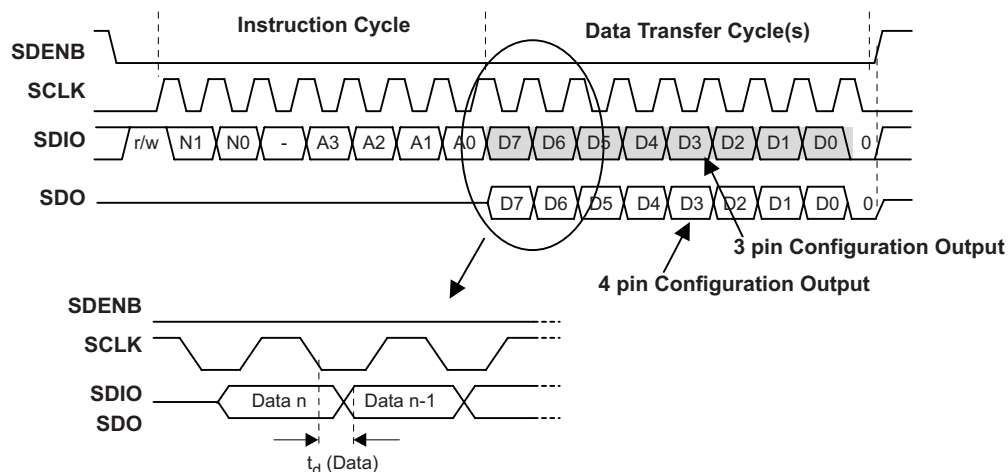 Instruction Cycle Data Transfer Cycle(s)
SDENB
SCLK
SDIO r/w N1 N0 - A3 A2 A1 A0 D7 D6 D5 D4 D3 D2 D1 D0 0
SDO D7 D6 D5 D4 D3 D2 D1 D0 0
3 pin Configuration Output
4 pin Configuration Output
SDENB
SCLK
SDIO
SDO
Data n Data n-1
td (Data)